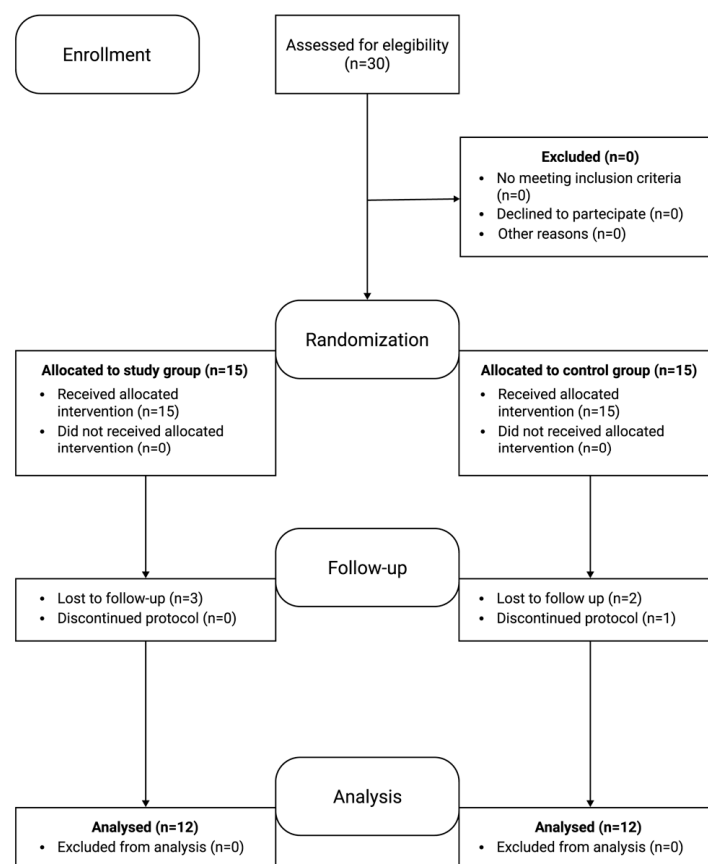 Enrollment
Assessed for elegibility
(n=30)
Excluded (n=0)
• No meeting inclusion criteria
(n=0)
• Declined to partecipate (n=0)
• Other reasons (n=0)
Randomization
Allocated to study group (n=15)
• Received allocated
intervention (n=15)
• Did not received allocated
intervention (n=0)
Allocated to control group (n=15)
• Received allocated
intervention (n=15)
• Did not received allocated
intervention (n=0)
Follow-up
• Lost to follow-up (n=3)
• Discontinued protocol (n=0)
• Lost to follow up (n=2)
• Discontinued protocol (n=1)
Analysis
Analysed (n=12)
• Excluded from analysis (n=0)
Analysed (n=12)
• Excluded from analysis (n=0)